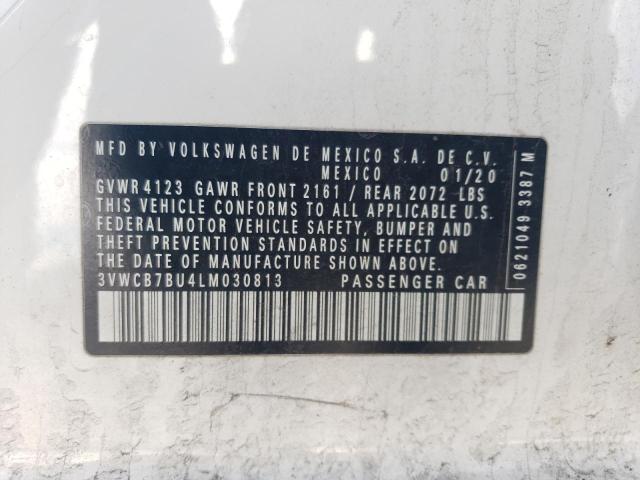 MFD BY VOLKSWAGEN DE MEXICO S.A. DE C.V.
MEXICO 01/20
GVWR 4123 GAWR FRONT 2161 / REAR 2072 LBS
THIS VEHICLE CONFORMS TO ALL APPLICABLE U.S.
FEDERAL MOTOR VEHICLE SAFETY, BUMPER AND
THEFT PREVENTION STANDARDS IN EFFECT ON
THE DATE OF MANUFACTURE SHOWN ABOVE
3VWCB7BU4LM030813 PASSENGER CAR
0621049 3387 M